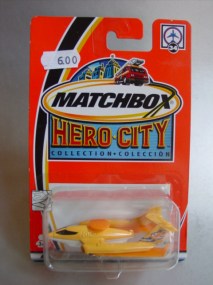 6.00
MATCHBOX
HERO-CITY
COLLECTION • COLECCIÓN